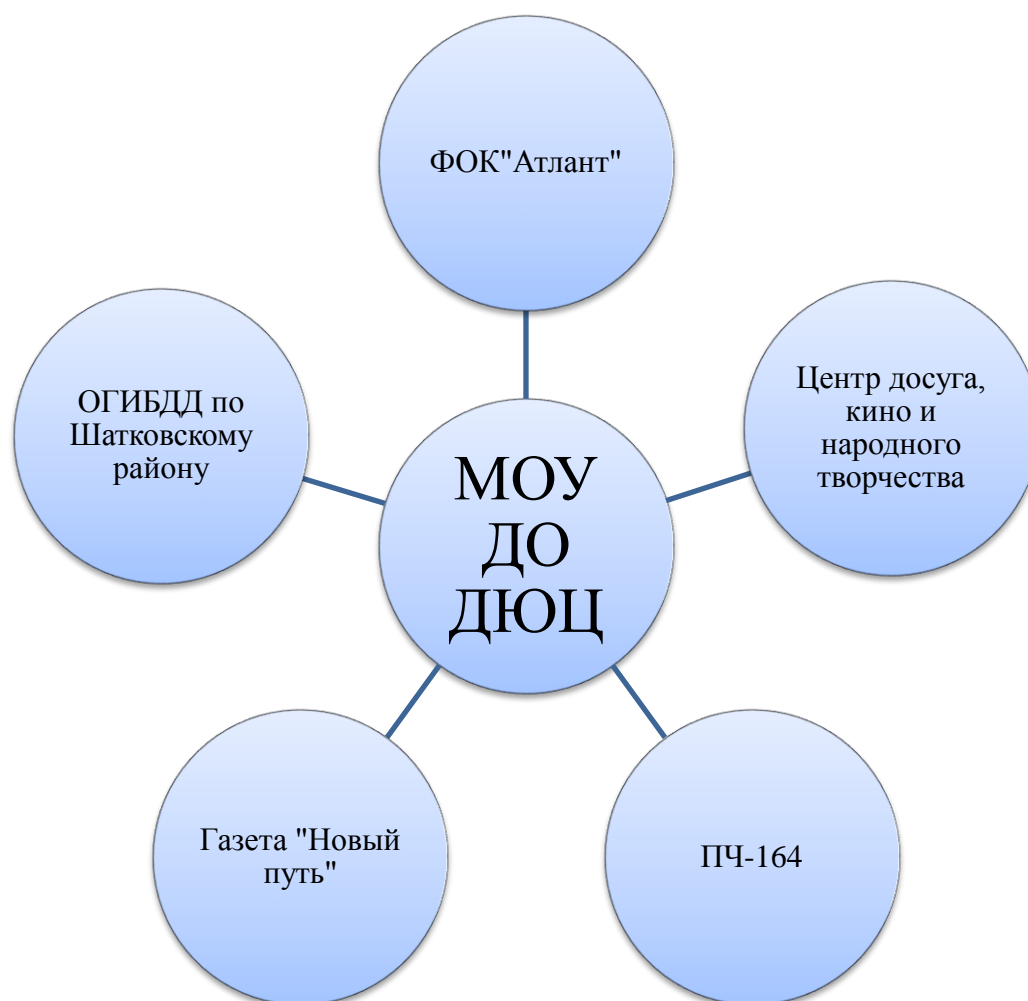 ФОК"Атлант"
Центр досуга,
кино и
народного
творчества
ОГИБДД по
Шатковскому
району
МОУ
ДО
ДЮЦ
Газета "Новый
путь"
ПЧ-164